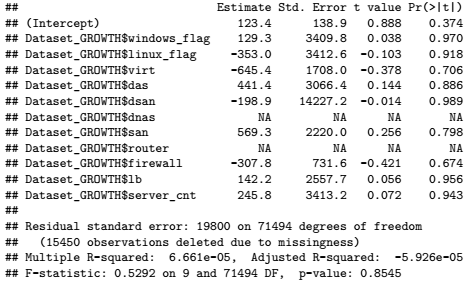 ##                            Estimate Std. Error t value Pr(>|t|)
## (Intercept)                   123.4      138.9   0.888    0.374
## Dataset_GROWTH$windows_flag   129.3     3409.8   0.038    0.970
## Dataset_GROWTH$linux_flag    -353.0     3412.6  -0.103    0.918
## Dataset_GROWTH$virt          -645.4     1708.0  -0.378    0.706
## Dataset_GROWTH$das            441.4     3066.4   0.144    0.886
## Dataset_GROWTH$dsan          -198.9    14227.2  -0.014    0.989
## Dataset_GROWTH$dnas              NA         NA      NA       NA
## Dataset_GROWTH$san            569.3     2220.0   0.256    0.798
## Dataset_GROWTH$router            NA         NA      NA       NA
## Dataset_GROWTH$firewall      -307.8      731.6  -0.421    0.674
## Dataset_GROWTH$lb             142.2     2557.7   0.056    0.956
## Dataset_GROWTH$server_cnt     245.8     3413.2   0.072    0.943
##
## Residual standard error: 19800 on 71494 degrees of freedom
##   (15450 observations deleted due to missingness)
## Multiple R-squared:  6.661e-05, Adjusted R-squared:  -5.926e-05
## F-statistic: 0.5292 on 9 and 71494 DF,  p-value: 0.8545